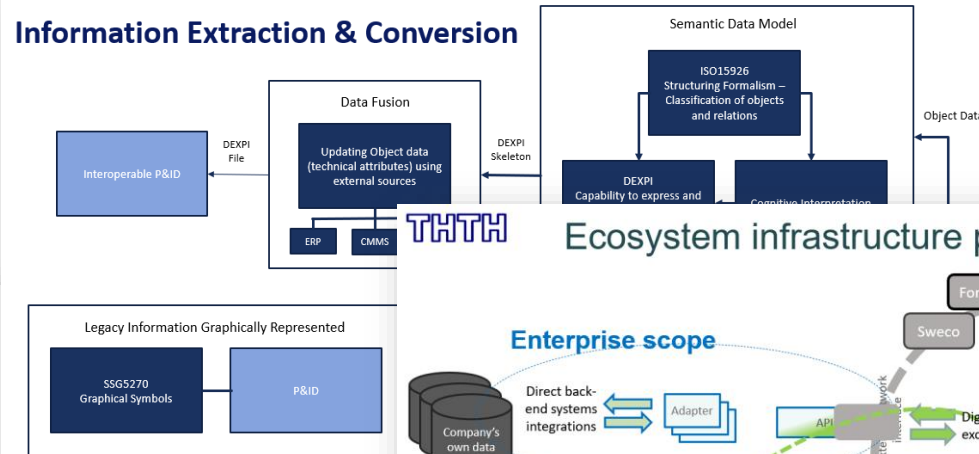 Information Extraction & Conversion
Semantic Data Model
ISO15926
Structuring Formalism –
Classification of objects
and relations
Data Fusion
Object Data
DEXPI
File
DEXPI
Skeleton
Interoperable P&ID
Updating Object data
(technical attributes) using
external sources
DEXPI
Capability to express and
Cognitive Interpretation
ERP
CMMS
THTH
Ecosystem infrastructure
Legacy Information Graphically Represented
SSG5270
Graphical Symbols
P&ID
Enterprise scope
Sweco
Direct back-
end systems
integrations
Adapter
API
Company's
own data